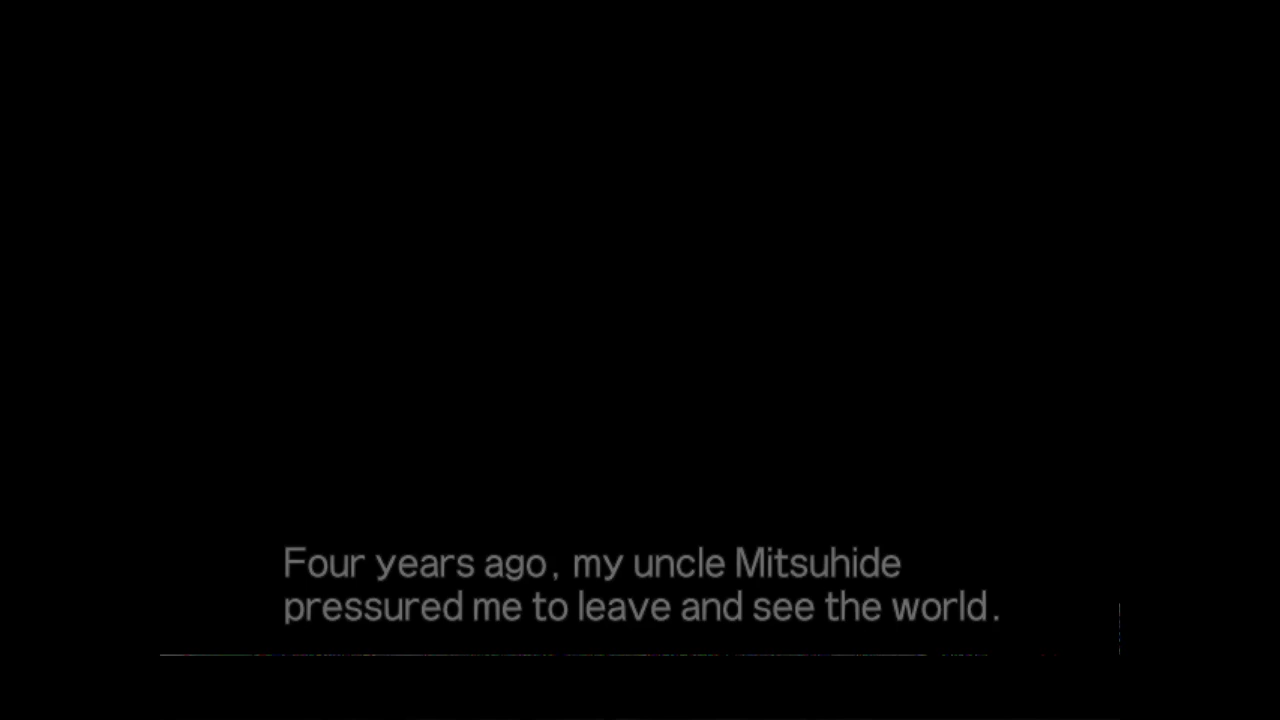 Four years ago, my uncle Mitsuhide
pressured me to leave and see the world.